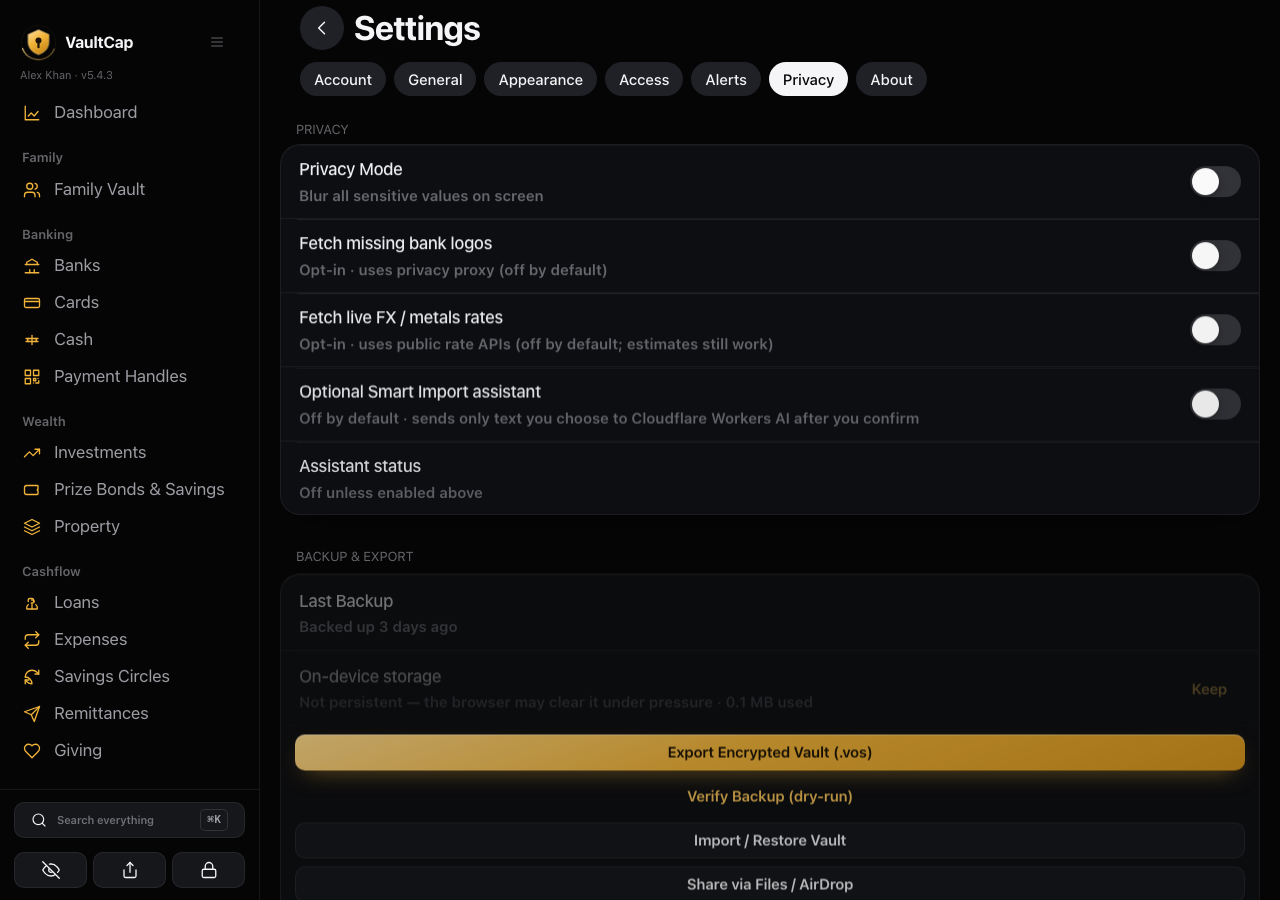 VaultCap
Alex Khan · v5.4.3
Dashboard
Family
Family Vault
Banking
Banks
Cards
Cash
Payment Handles
Wealth
Investments
Prize Bonds & Savings
Property
Cashflow
Loans
Expenses
Savings Circles
Remittances
Giving
Search everything
⌘K
Settings
Account
General
Appearance
Access
Alerts
Privacy
About
PRIVACY
Privacy Mode
Blur all sensitive values on screen
Fetch missing bank logos
Opt-in · uses privacy proxy (off by default)
Fetch live FX / metals rates
Opt-in · uses public rate APIs (off by default; estimates still work)
Optional Smart Import assistant
Off by default · sends only text you choose to Cloudflare Workers AI after you confirm
Assistant status
Off unless enabled above
BACKUP & EXPORT
Last Backup
Backed up 3 days ago
On-device storage
Not persistent — the browser may clear it under pressure · 0.1 MB used
Keep
Export Encrypted Vault (.vos)
Verify Backup (dry-run)
Import / Restore Vault
Share via Files / AirDrop